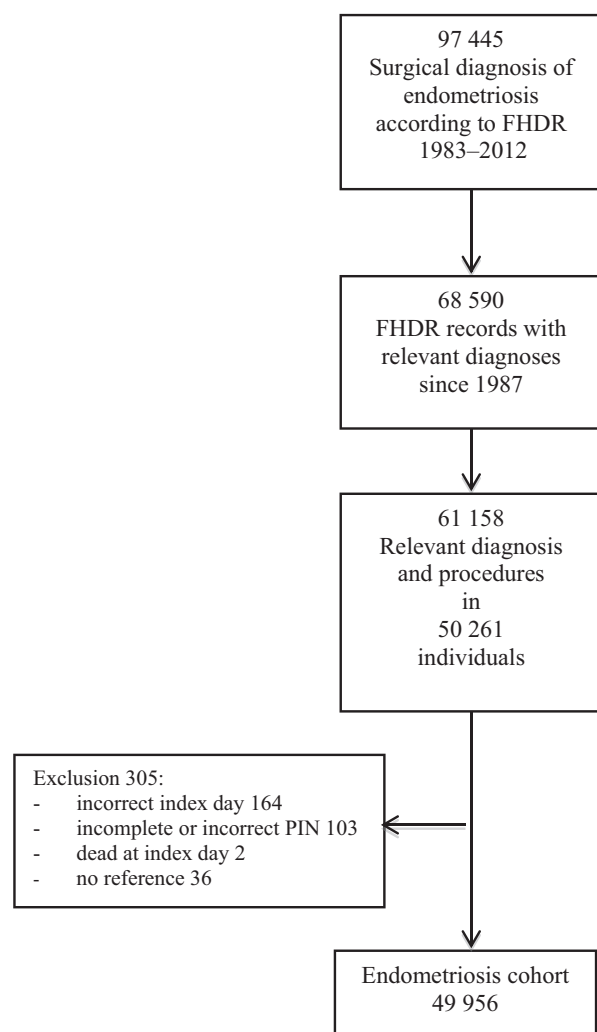 97 445
Surgical diagnosis of
endometriosis
according to FHDR
1983–2012
68 590
FHDR records with
relevant diagnoses
since 1987
61 158
Relevant diagnosis
and procedures
in
50 261
individuals
Exclusion 305:
- incorrect index day 164
- incomplete or incorrect PIN 103
- dead at index day 2
- no reference 36
Endometriosis cohort
49 956